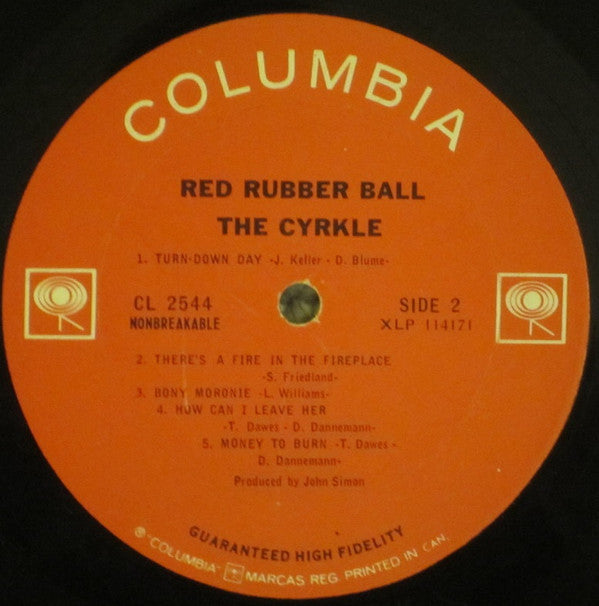 COLUMBIA
RED RUBBER BALL
THE CYRKLE
1. TURN-DOWN DAY -J. Keller - D. Blume-
CL 2544
NONBREAKABLE
SIDE 2
XLP 114171
2. THERE'S A FIRE IN THE FIREPLACE
-S. Friedland-
3. BONY MORONIE -L. Williams-
4. HOW CAN I LEAVE HER
-T. Dawes - D. Dannemann-
5. MONEY TO BURN -T. Dawes -
D. Dannemann-
Produced by John Simon
GUARANTEED HIGH FIDELITY
® "COLUMBIA" MARCAS REG. PRINTED IN CAN.